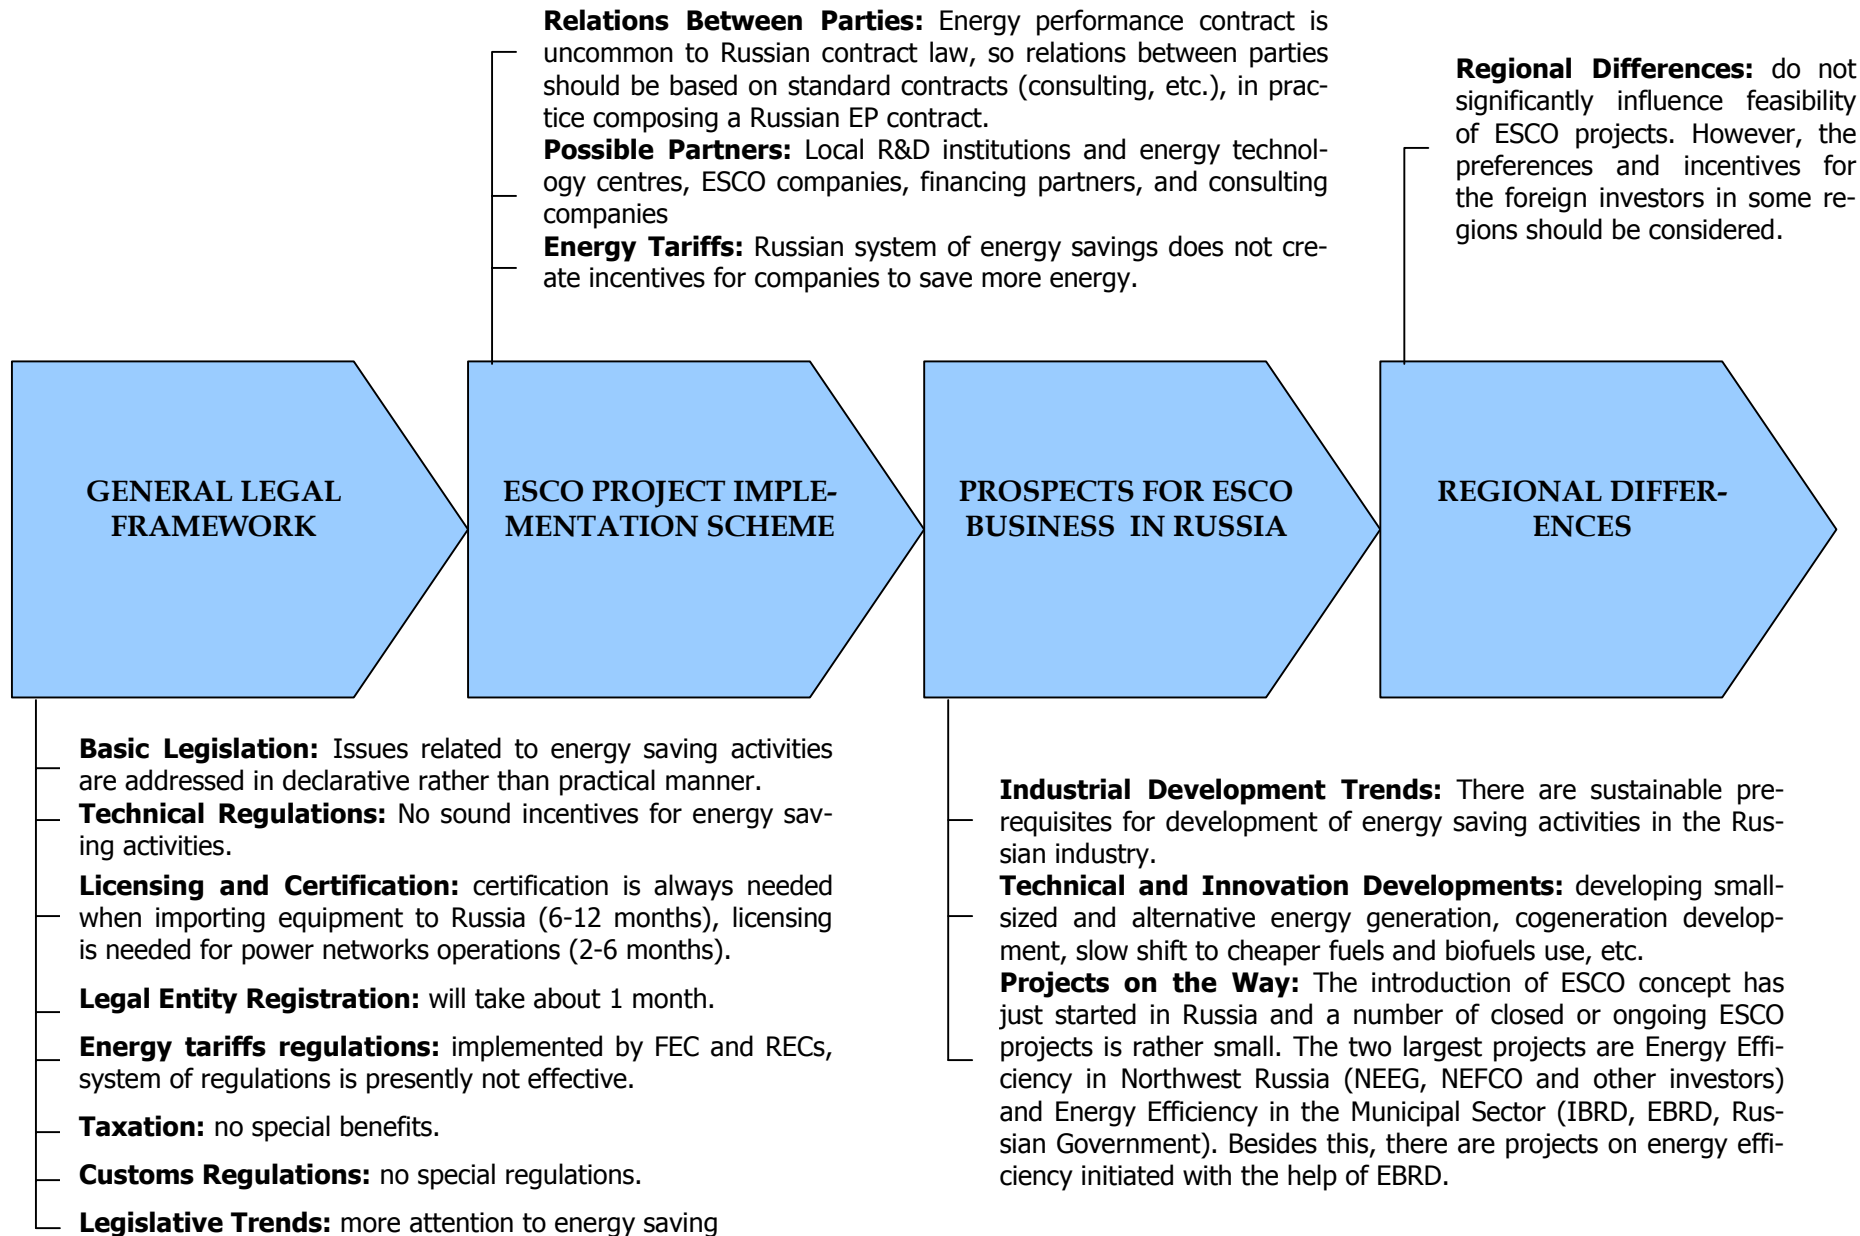 Relations Between Parties: Energy performance contract is
uncommon to Russian contract law, so relations between parties
should be based on standard contracts (consulting, etc.), in prac-
tice composing a Russian EP contract.
Possible Partners: Local R&D institutions and energy technol-
ogy centres, ESCO companies, financing partners, and consulting
companies
Energy Tariffs: Russian system of energy savings does not cre-
ate incentives for companies to save more energy.
Regional Differences: do not
significantly influence feasibility
of ESCO projects. However, the
preferences and incentives for
the foreign investors in some re-
gions should be considered.
GENERAL LEGAL
FRAMEWORK
ESCO PROJECT IMPLE-
MENTATION SCHEME
PROSPECTS FOR ESCO
BUSINESS IN RUSSIA
REGIONAL DIFFER-
ENCES
Basic Legislation: Issues related to energy saving activities
are addressed in declarative rather than practical manner.
Technical Regulations: No sound incentives for energy sav-
ing activities.
Licensing and Certification: certification is always needed
when importing equipment to Russia (6-12 months), licensing
is needed for power networks operations (2-6 months).
Legal Entity Registration: will take about 1 month.
Energy tariffs regulations: implemented by FEC and RECs,
system of regulations is presently not effective.
Taxation: no special benefits.
Customs Regulations: no special regulations.
Legislative Trends: more attention to energy saving
Industrial Development Trends: There are sustainable pre-
requisites for development of energy saving activities in the Rus-
sian industry.
Technical and Innovation Developments: developing small-
sized and alternative energy generation, cogeneration develop-
ment, slow shift to cheaper fuels and biofuels use, etc.
Projects on the Way: The introduction of ESCO concept has
just started in Russia and a number of closed or ongoing ESCO
projects is rather small. The two largest projects are Energy Effi-
ciency in Northwest Russia (NEEG, NEFCO and other investors)
and Energy Efficiency in the Municipal Sector (IBRD, EBRD, Rus-
sian Government). Besides this, there are projects on energy effi-
ciency initiated with the help of EBRD.